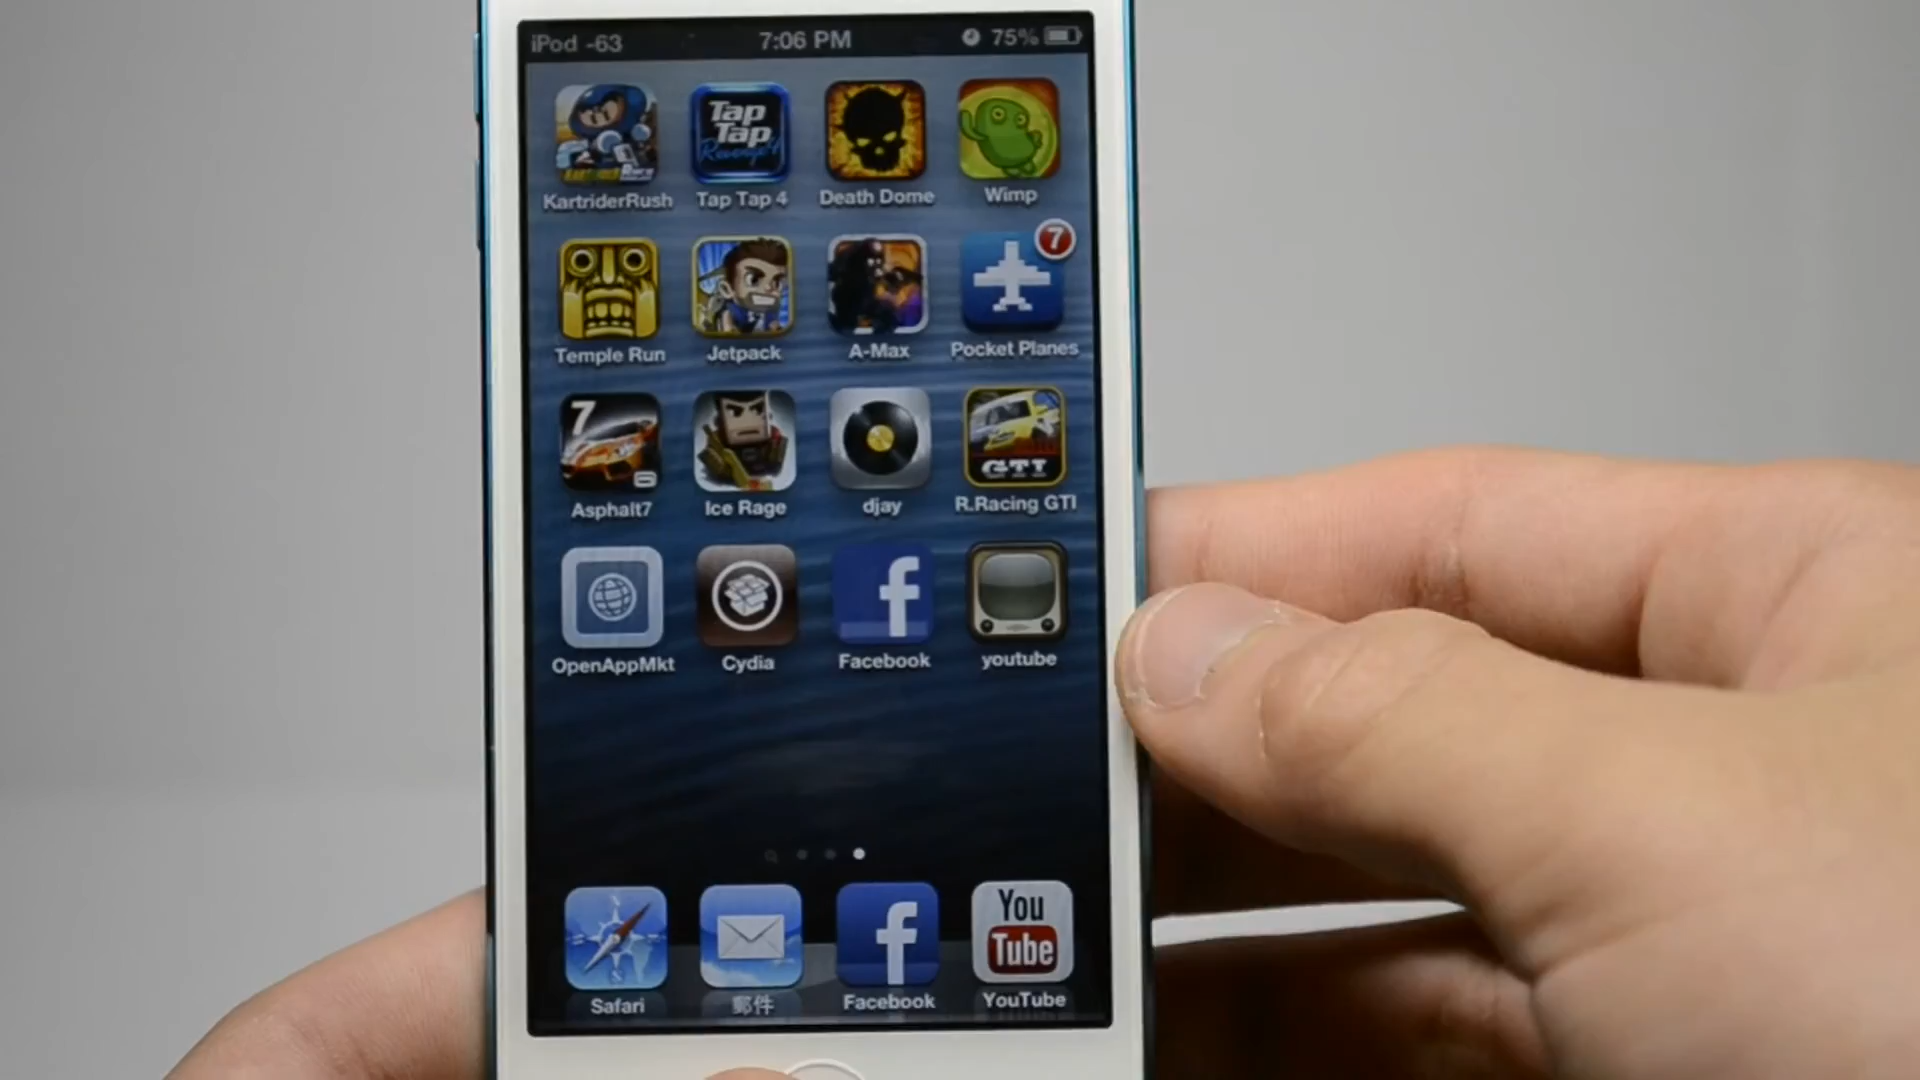 iPod -63 7:06 PM 75%
Tap Tap Revenge4
KartriderRush Tap Tap 4 Death Dome Wimp
7
Temple Run Jetpack A-Max Pocket Planes
7
GTI
Asphalt7 Ice Rage djay R.Racing GTI
OpenAppMkt Cydia Facebook youtube
You
Tube
Safari 郵件 Facebook YouTube